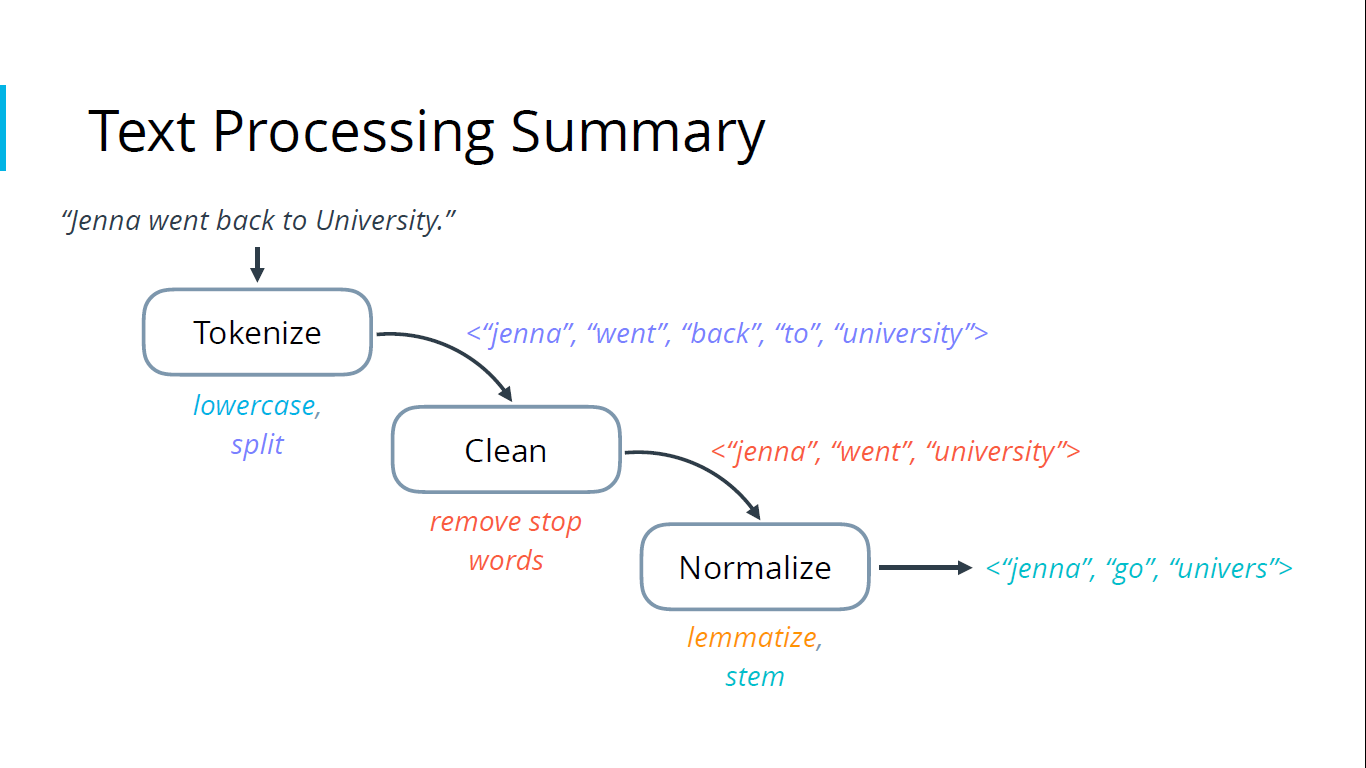 Text Processing Summary
“Jenna went back to University.”
Tokenize
<“jenna”, “went”, “back”, “to”, “university”>
lowercase,
split
Clean
<“jenna”, “went”, “university”>
remove stop
words
Normalize
<“jenna”, “go”, “univers”>
lemmatize,
stem